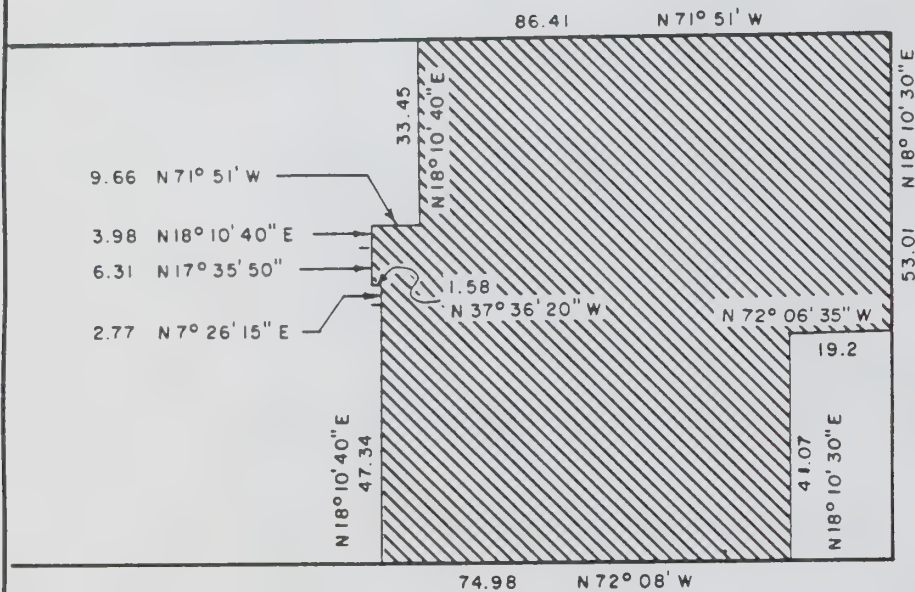 86.41 N 71° 51' W
33.45
N 18° 10' 40" E
53.01 N 18° 10' 30" E
9.66 N 71° 51' W
3.98 N 18° 10' 40" E
6.31 N 17° 35' 50"
1.58
N 37° 36' 20" W
2.77 N 7° 26' 15" E
N 72° 06' 35" W
19.2
N 18° 10' 40" E
47.34
41.07
N 18° 10' 30" E
74.98 N 72° 08' W